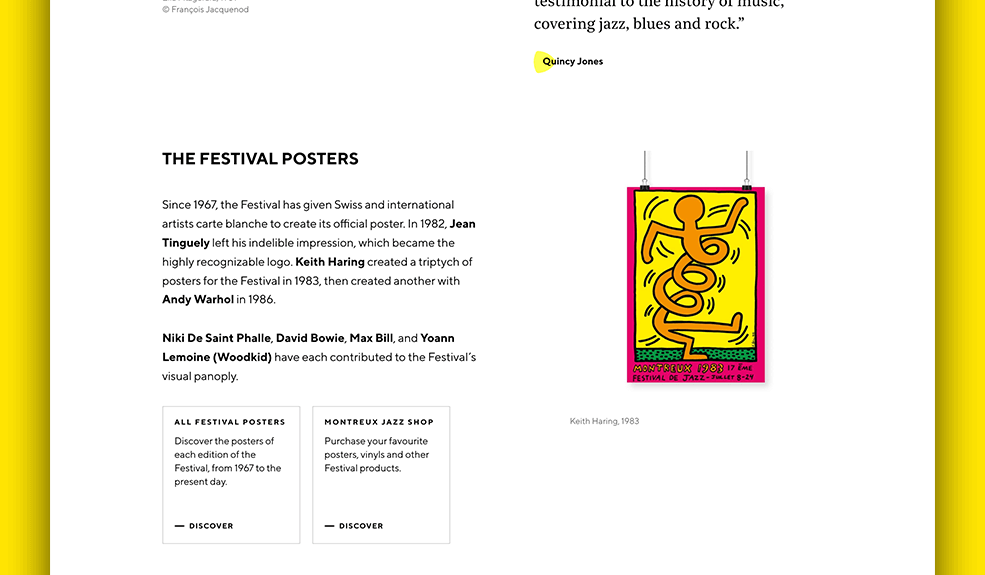 © François Jacquenod
testimonial to the history of music,
covering jazz, blues and rock.”
Quincy Jones
THE FESTIVAL POSTERS
Since 1967, the Festival has given Swiss and international
artists carte blanche to create its official poster. In 1982, Jean
Tinguely left his indelible impression, which became the
highly recognizable logo. Keith Haring created a triptych of
posters for the Festival in 1983, then created another with
Andy Warhol in 1986.
Niki De Saint Phalle, David Bowie, Max Bill, and Yoann
Lemoine (Woodkid) have each contributed to the Festival’s
visual panoply.
ALL FESTIVAL POSTERS
Discover the posters of
each edition of the
Festival, from 1967 to the
present day.
— DISCOVER
MONTREUX JAZZ SHOP
Purchase your favourite
posters, vinyls and other
Festival products.
— DISCOVER
MONTREUX 1983 17 ÈME
FESTIVAL DE JAZZ - JUILLET 8-24
Keith Haring, 1983